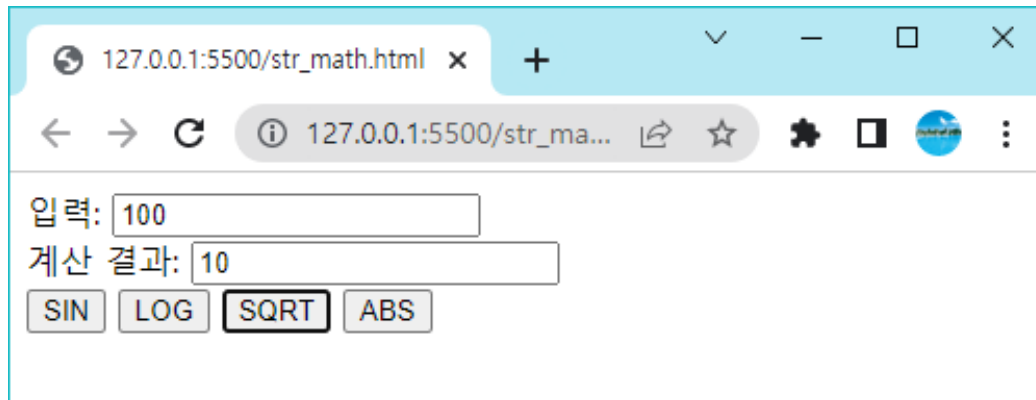 127.0.0.1:5500/str_math.html
127.0.0.1:5500/str_ma...
입력: 100
계산 결과: 10
SIN LOG SQRT ABS